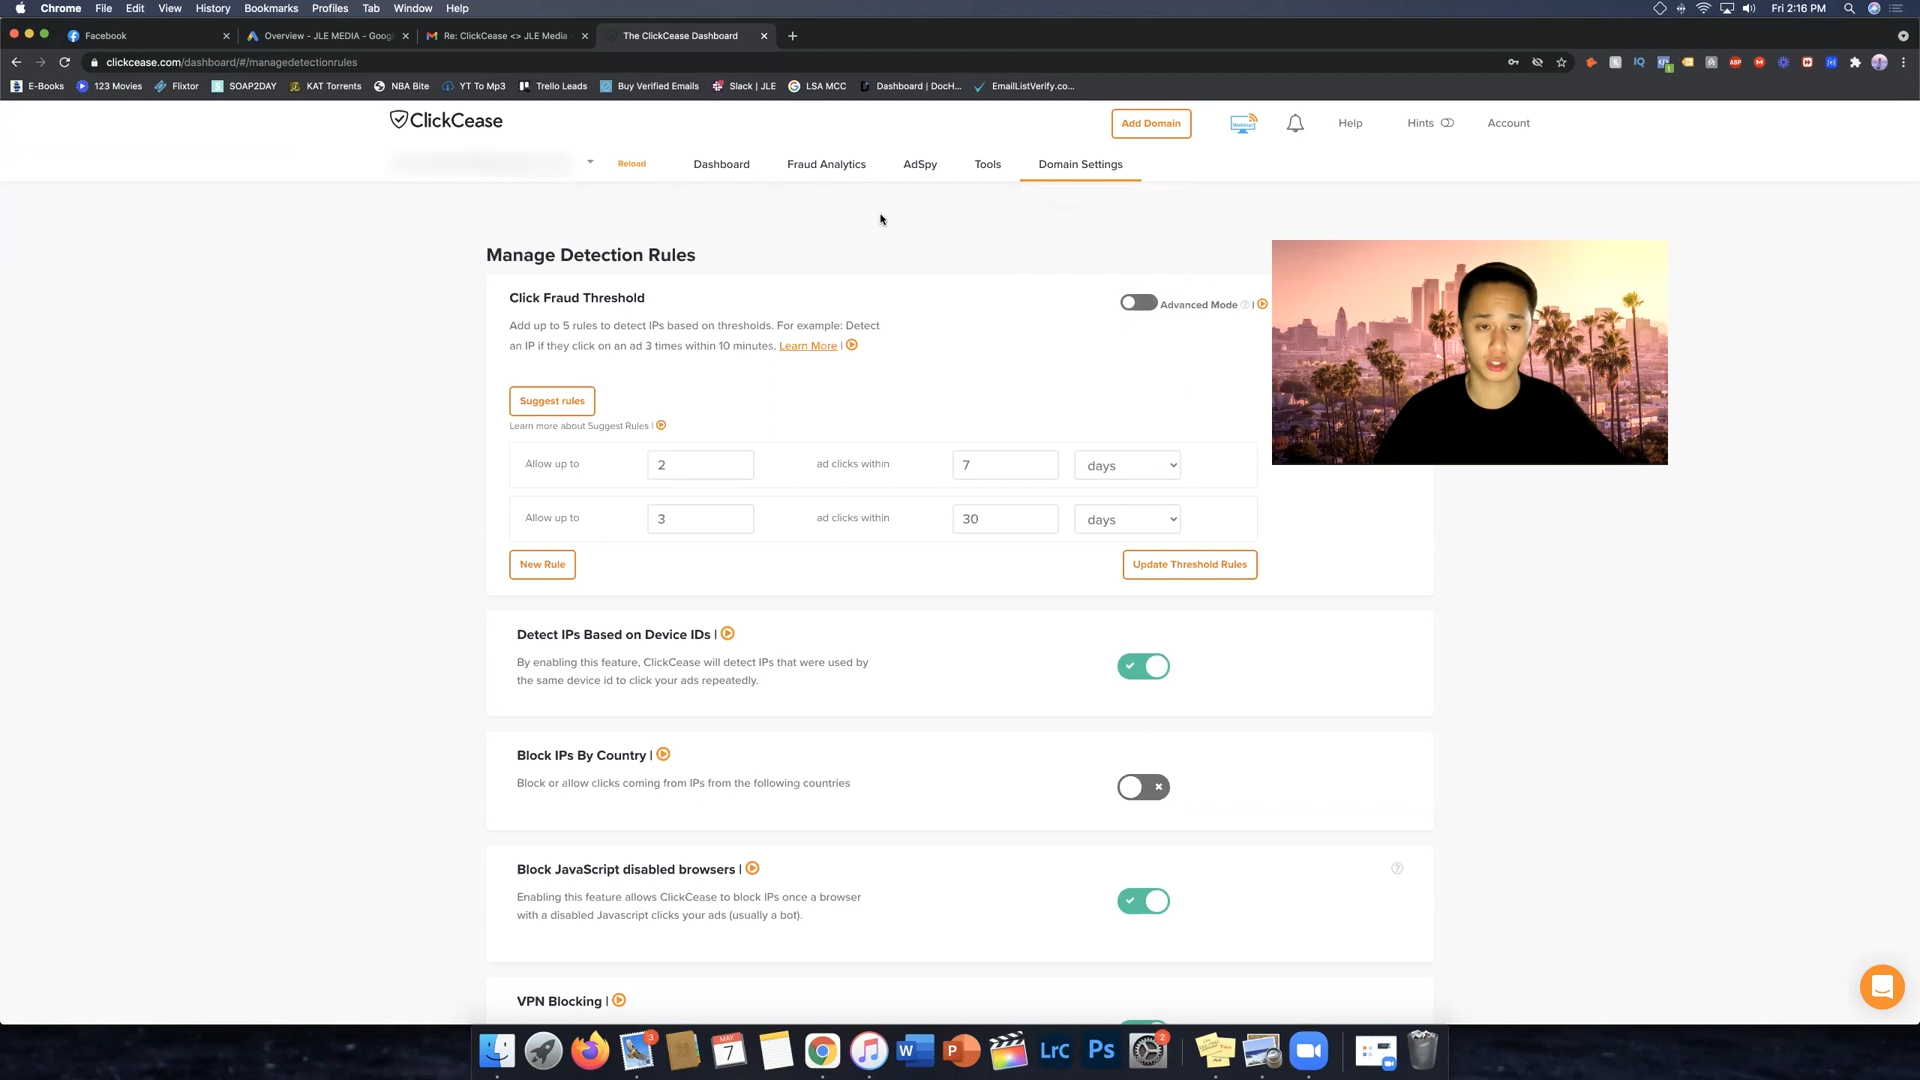 Chrome File Edit View History Bookmarks Profiles Tab Window Help Fri 2:16 PM
Facebook Overview - JLE MEDIA - Goog Re: ClickCease <> JLE Media - The ClickCease Dashboard
clickcease.com/dashboard/#/managedetectionrules
E-Books 123 Movies Flixtor SOAP2DAY KAT Torrents NBA Bite YT To Mp3 Trello Leads Buy Verified Emails Slack | JLE LSA MCC Dashboard | DocH... EmailListVerify.co...
ClickCease
Add Domain Webinar Help Hints Account
Reload Dashboard Fraud Analytics AdSpy Tools Domain Settings
Manage Detection Rules
Click Fraud Threshold
Advanced Mode ? |
Add up to 5 rules to detect IPs based on thresholds. For example: Detect
an IP if they click on an ad 3 times within 10 minutes. Learn More |
Suggest rules
Learn more about Suggest Rules |
Allow up to 2 ad clicks within 7 days
Allow up to 3 ad clicks within 30 days
New Rule Update Threshold Rules
Detect IPs Based on Device IDs |
By enabling this feature, ClickCease will detect IPs that were used by
the same device id to click your ads repeatedly.
Block IPs By Country |
Block or allow clicks coming from IPs from the following countries
Block JavaScript disabled browsers |
?
Enabling this feature allows ClickCease to block IPs once a browser
with a disabled Javascript clicks your ads (usually a bot).
VPN Blocking |
3 MAY 7 W P Lrc Ps 2